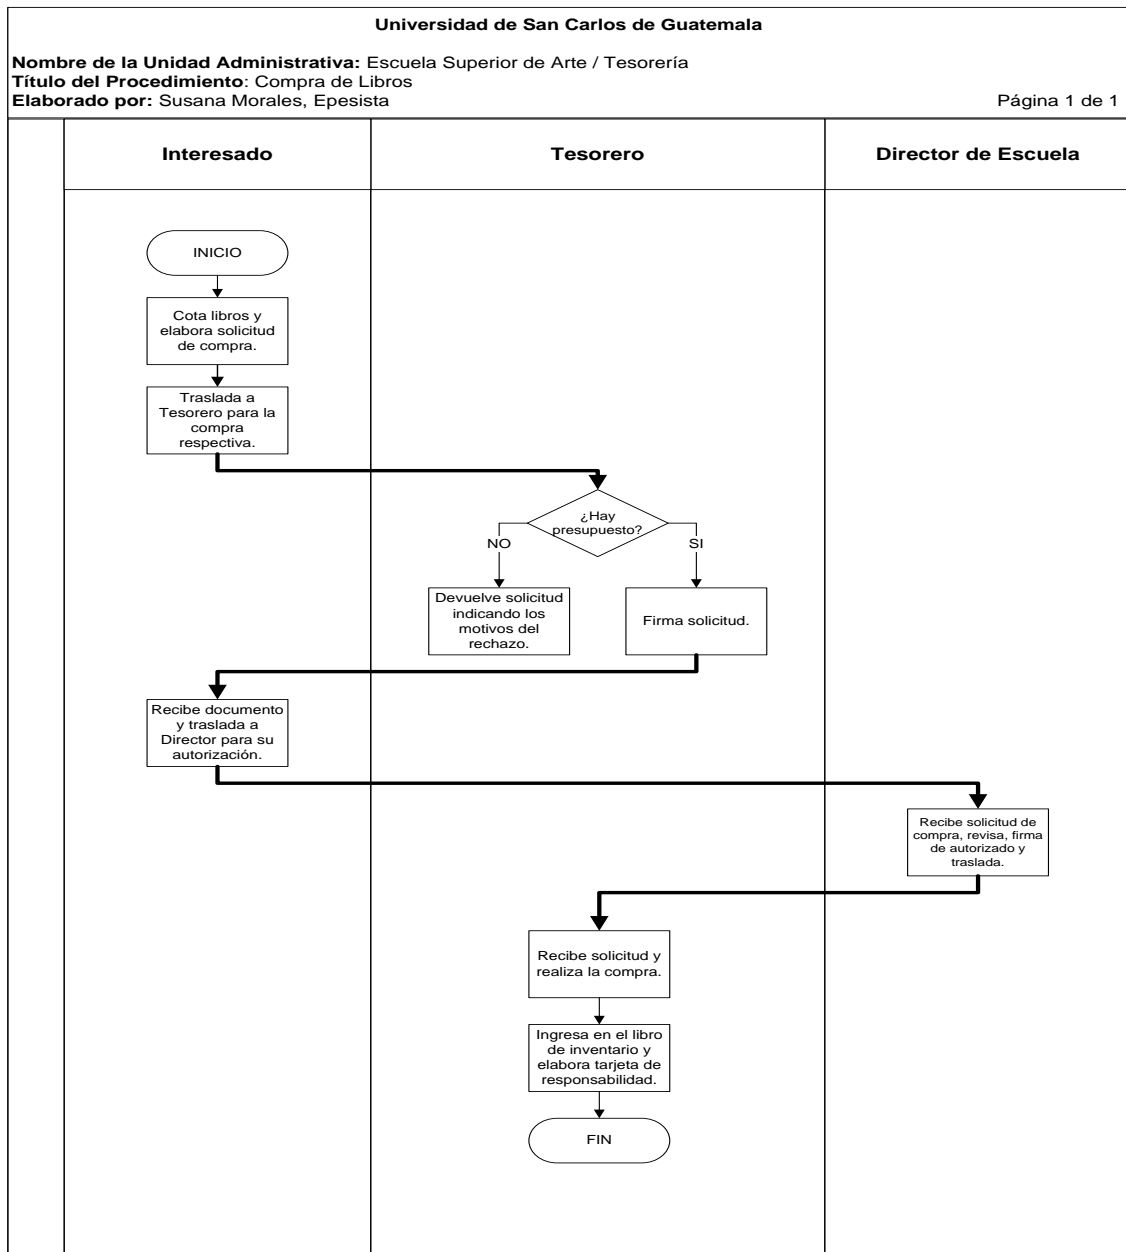 Universidad de San Carlos de Guatemala
Nombre de la Unidad Administrativa: Escuela Superior de Arte / Tesorería
Título del Procedimiento: Compra de Libros
Elaborado por: Susana Morales, Epesista
Página 1 de 1
Interesado
Tesorero
Director de Escuela
INICIO
Cota libros y
elabora solicitud
de compra.
Traslada a
Tesorero para la
compra
respectiva.
¿Hay
presupuesto?
NO
SI
Devuelve solicitud
indicando los
motivos del
rechazo.
Firma solicitud.
Recibe documento
y traslada a
Director para su
autorización.
Recibe solicitud de
compra, revisa, firma
de autorizado y
traslada.
Recibe solicitud y
realiza la compra.
Ingresa en el libro
de inventario y
elabora tarjeta de
responsabilidad.
FIN